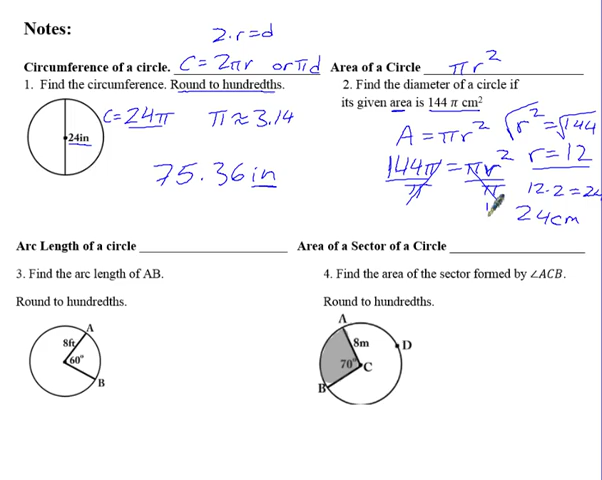 Notes:
2·r=d
Circumference of a circle. C=2πr or πd
Area of a Circle πr²
1. Find the circumference. Round to hundredths.
24in
C=24π
π≈3.14
75.36in
2. Find the diameter of a circle if
its given area is 144 π cm²
A=πr²
144π=πr²
π π
1
√r²=√144
r=12
12·2=24
24cm
Arc Length of a circle
Area of a Sector of a Circle
3. Find the arc length of AB.
Round to hundredths.
A
8ft
60°
B
4. Find the area of the sector formed by ∠ACB.
Round to hundredths.
A
8m
D
70°
C
B